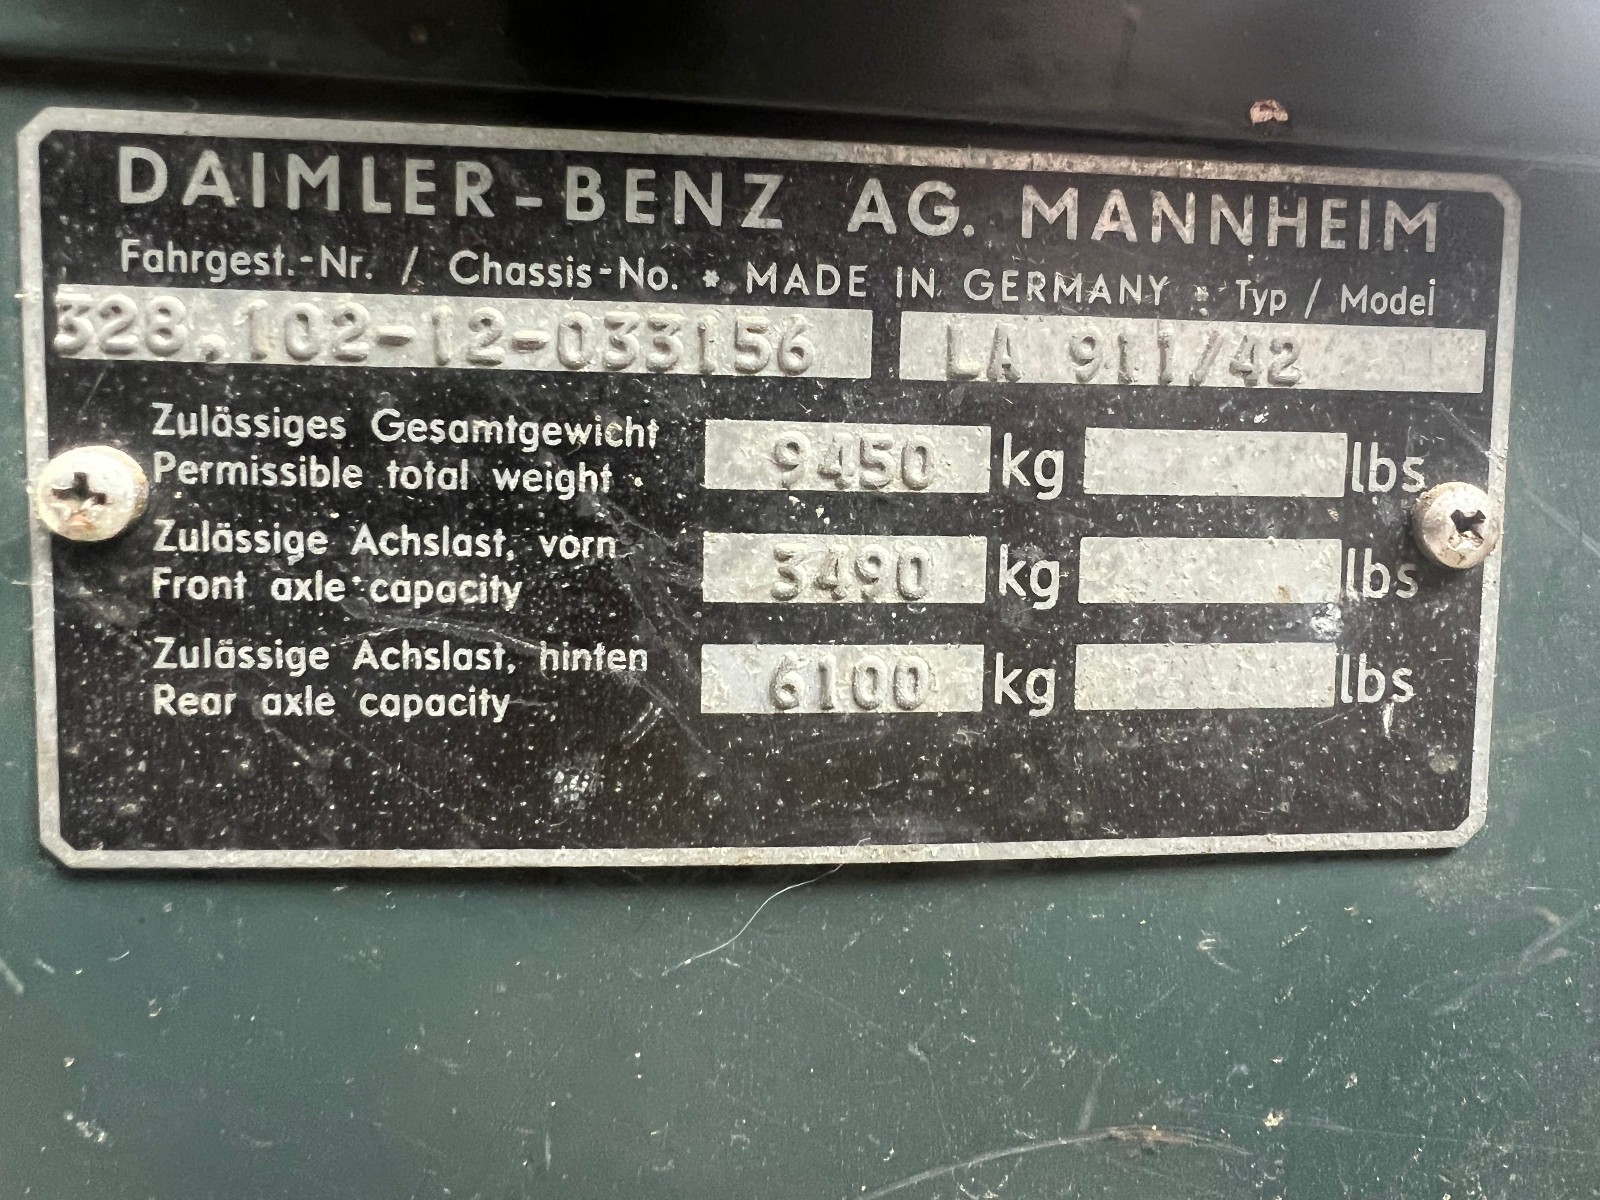 DAIMLER-BENZ AG. MANNHEIM
Fahrgest.-Nr. / Chassis-No. * MADE IN GERMANY * Typ / Model
328.102-12-033156 LA 911/42
Zulässiges Gesamtgewicht
Permissible total weight 9450 kg lbs
Zulässige Achslast, vorn
Front axle capacity 3490 kg lbs
Zulässige Achslast, hinten
Rear axle capacity 6100 kg lbs